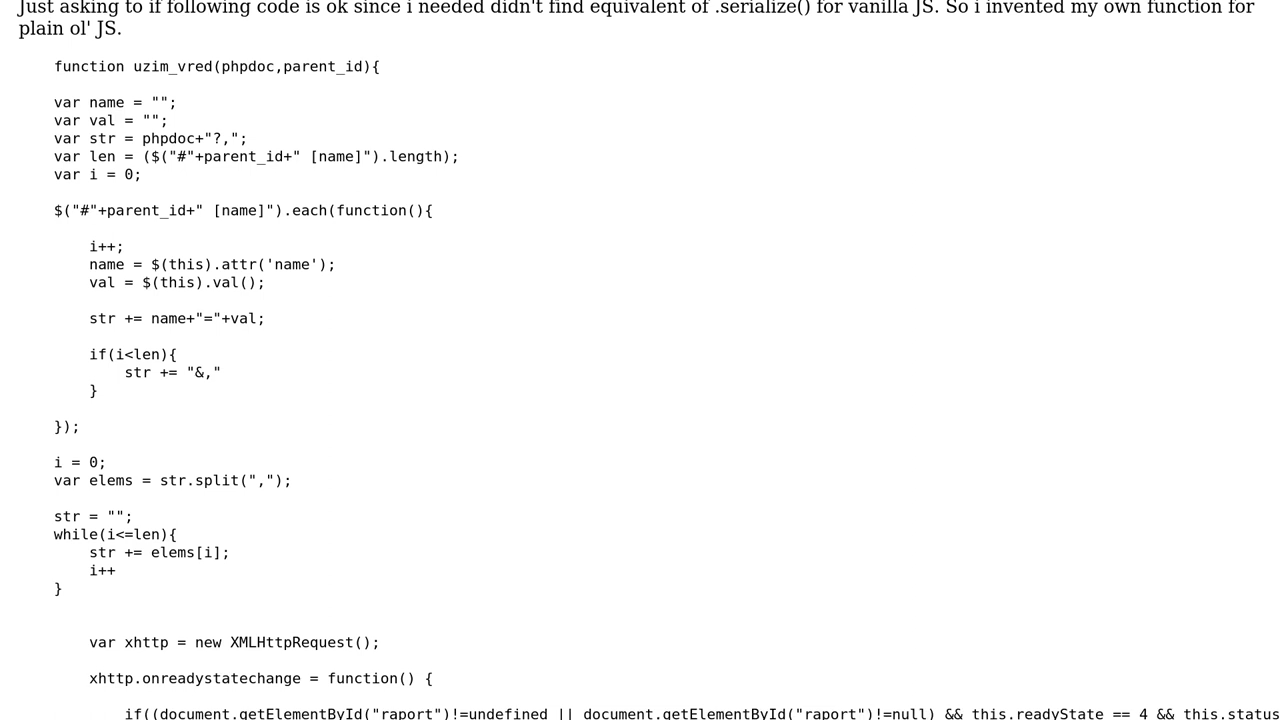 Just asking to if following code is ok since i needed didn't find equivalent of .serialize() for vanilla JS. So i invented my own function for
plain ol' JS.
function uzim_vred(phpdoc,parent_id){
var name = "";
var val = "";
var str = phpdoc+"?,";
var len = ($("#"+parent_id+" [name]").length);
var i = 0;
$("#"+parent_id+" [name]").each(function(){
i++;
name = $(this).attr('name');
val = $(this).val();
str += name+"="+val;
if(i<len){
str += "&,"
}
});
i = 0;
var elems = str.split(",");
str = "";
while(i<=len){
str += elems[i];
i++
}
var xhttp = new XMLHttpRequest();
xhttp.onreadystatechange = function() {
if((document.getElementById("raport")!=undefined || document.getElementById("raport")!=null) && this.readyState == 4 && this.status